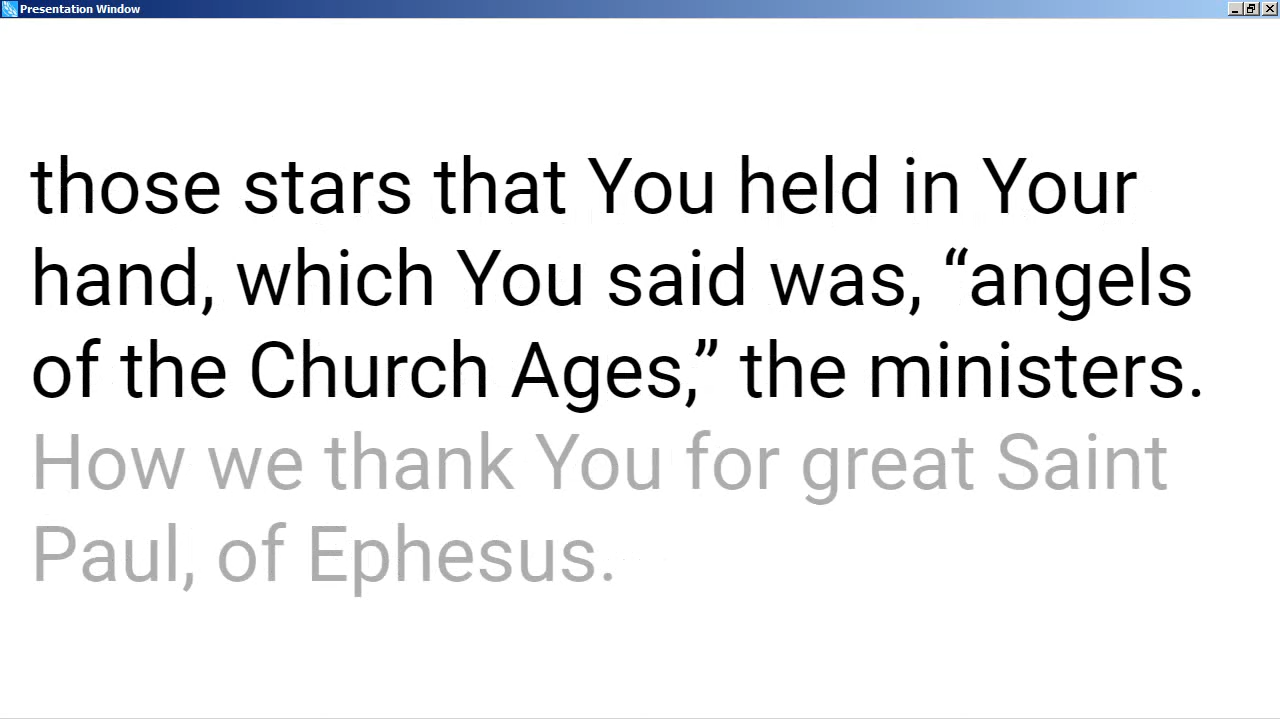 Presentation Window
those stars that You held in Your
hand, which You said was, “angels
of the Church Ages,” the ministers.
How we thank You for great Saint
Paul, of Ephesus.